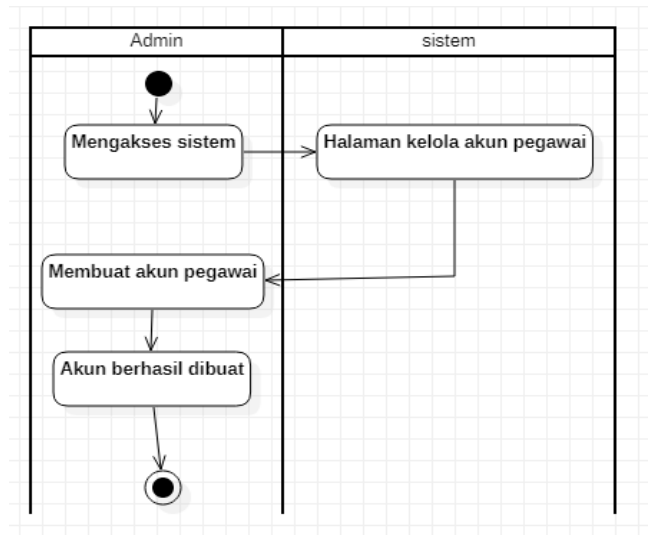 Admin
sistem
Mengakses sistem
Halaman kelola akun pegawai
Membuat akun pegawai
Akun berhasil dibuat